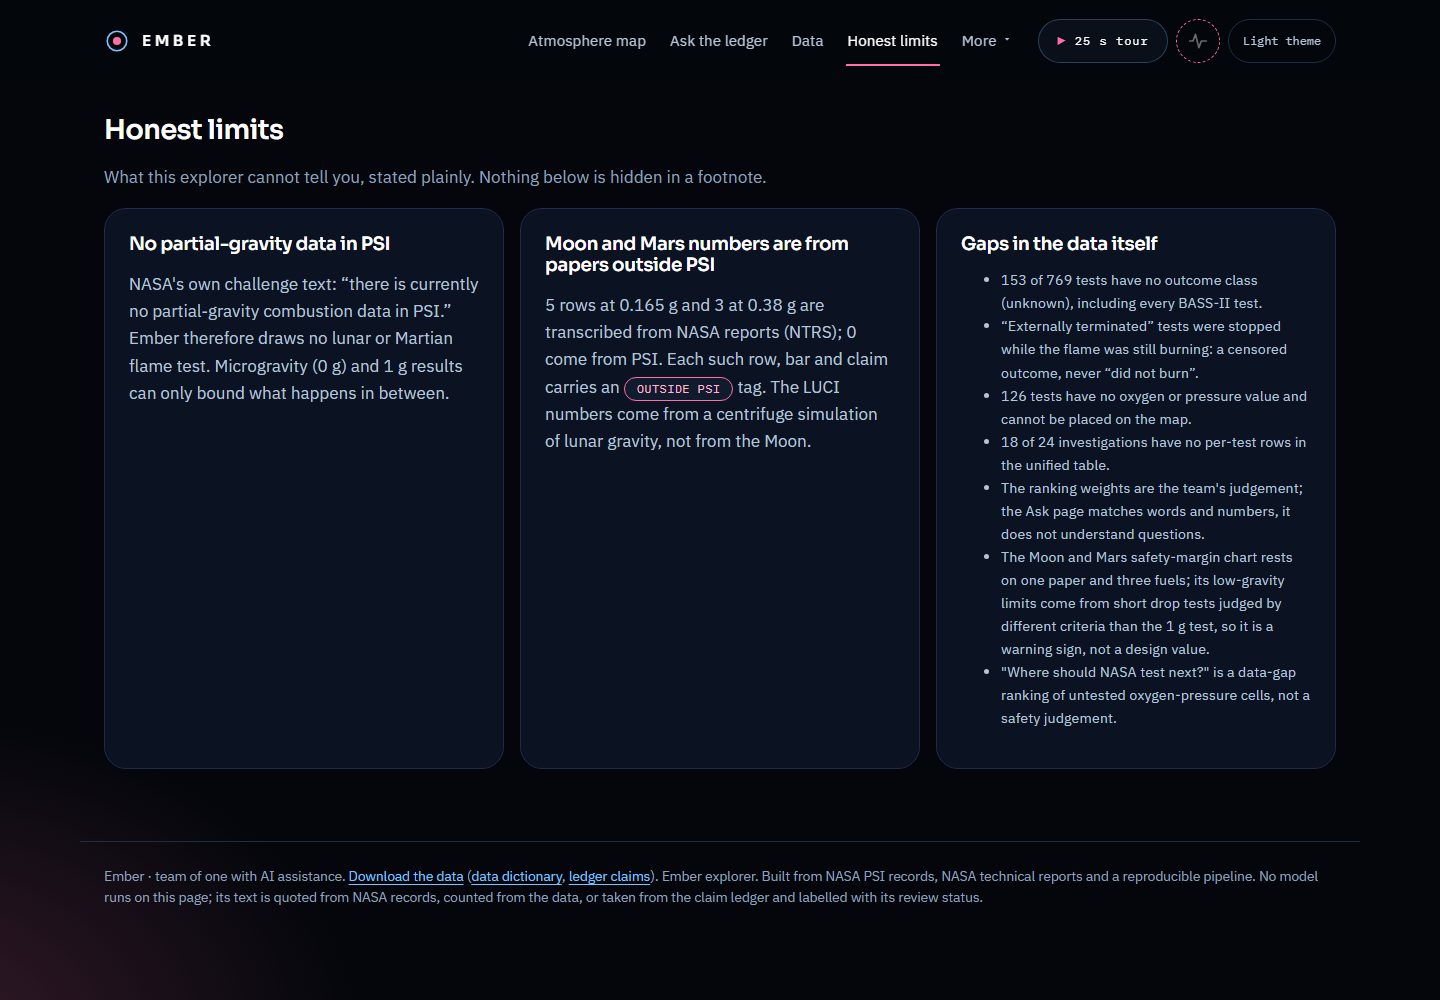 EMBER
Atmosphere map
Ask the ledger
Data
Honest limits
More
25 s tour
Light theme
Honest limits
What this explorer cannot tell you, stated plainly. Nothing below is hidden in a footnote.
No partial-gravity data in PSI
NASA's own challenge text: “there is currently
no partial-gravity combustion data in PSI.”
Ember therefore draws no lunar or Martian
flame test. Microgravity (0 g) and 1 g results
can only bound what happens in between.
Moon and Mars numbers are from
papers outside PSI
5 rows at 0.165 g and 3 at 0.38 g are
transcribed from NASA reports (NTRS); 0
come from PSI. Each such row, bar and claim
carries an OUTSIDE PSI tag. The LUCI
numbers come from a centrifuge simulation
of lunar gravity, not from the Moon.
Gaps in the data itself
• 153 of 769 tests have no outcome class
(unknown), including every BASS-II test.
• “Externally terminated” tests were stopped
while the flame was still burning: a censored
outcome, never “did not burn”.
• 126 tests have no oxygen or pressure value and
cannot be placed on the map.
• 18 of 24 investigations have no per-test rows in
the unified table.
• The ranking weights are the team's judgement;
the Ask page matches words and numbers, it
does not understand questions.
• The Moon and Mars safety-margin chart rests
on one paper and three fuels; its low-gravity
limits come from short drop tests judged by
different criteria than the 1 g test, so it is a
warning sign, not a design value.
• "Where should NASA test next?" is a data-gap
ranking of untested oxygen-pressure cells, not a
safety judgement.
Ember · team of one with AI assistance. Download the data (data dictionary, ledger claims). Ember explorer. Built from NASA PSI records, NASA technical reports and a reproducible pipeline. No model
runs on this page; its text is quoted from NASA records, counted from the data, or taken from the claim ledger and labelled with its review status.